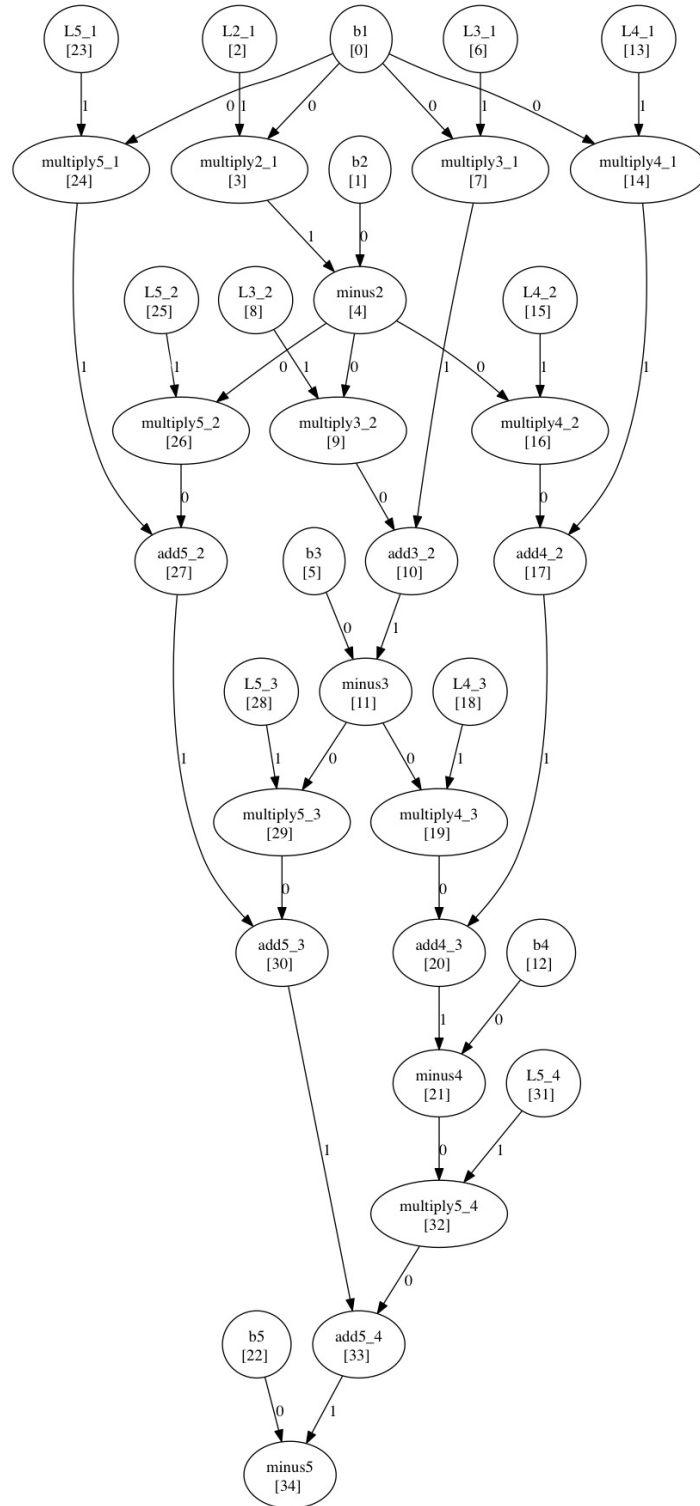 L5_1
[23]
L2_1
[2]
b1
[0]
L3_1
[6]
L4_1
[13]
1
0
1
0
0
1
0
1
multiply5_1
[24]
multiply2_1
[3]
b2
[1]
multiply3_1
[7]
multiply4_1
[14]
1
0
L5_2
[25]
L3_2
[8]
minus2
[4]
L4_2
[15]
1
1
0
1
0
1
0
1
1
multiply5_2
[26]
multiply3_2
[9]
multiply4_2
[16]
0
0
0
add5_2
[27]
b3
[5]
add3_2
[10]
add4_2
[17]
0
1
L5_3
[28]
minus3
[11]
L4_3
[18]
1
1
0
0
1
1
multiply5_3
[29]
multiply4_3
[19]
0
0
add5_3
[30]
add4_3
[20]
b4
[12]
1
0
minus4
[21]
L5_4
[31]
1
0
1
multiply5_4
[32]
0
b5
[22]
add5_4
[33]
0
1
minus5
[34]